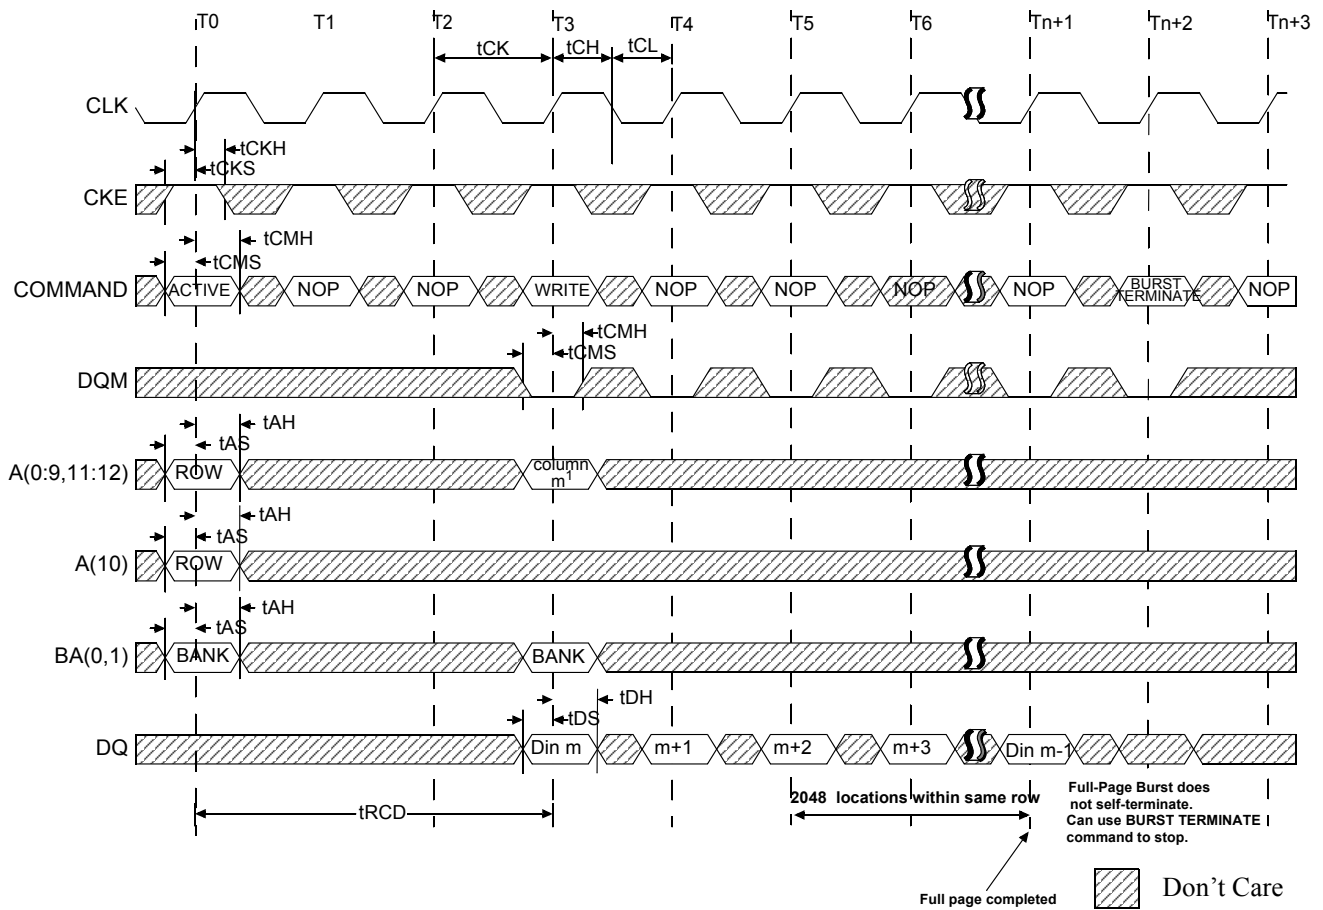 T0 T1 T2 T3 T4 T5 T6 Tn+1 Tn+2 Tn+3
tCK tCH tCL
CLK
tCKH
tCKS
CKE
tCMH
tCMS
COMMAND ACTIVE NOP NOP WRITE NOP NOP NOP NOP BURST TERMINATE NOP
tCMH
tCMS
DQM
tAH
tAS
A(0:9,11:12) ROW column m1
tAH
tAS
A(10) ROW
tAH
tAS
BA(0,1) BANK BANK
tDH
tDS
DQ Din m m+1 m+2 m+3 Din m-1
tRCD
2048 locations within same row
Full-Page Burst does
not self-terminate.
Can use BURST TERMINATE
command to stop.
Full page completed
Don't Care